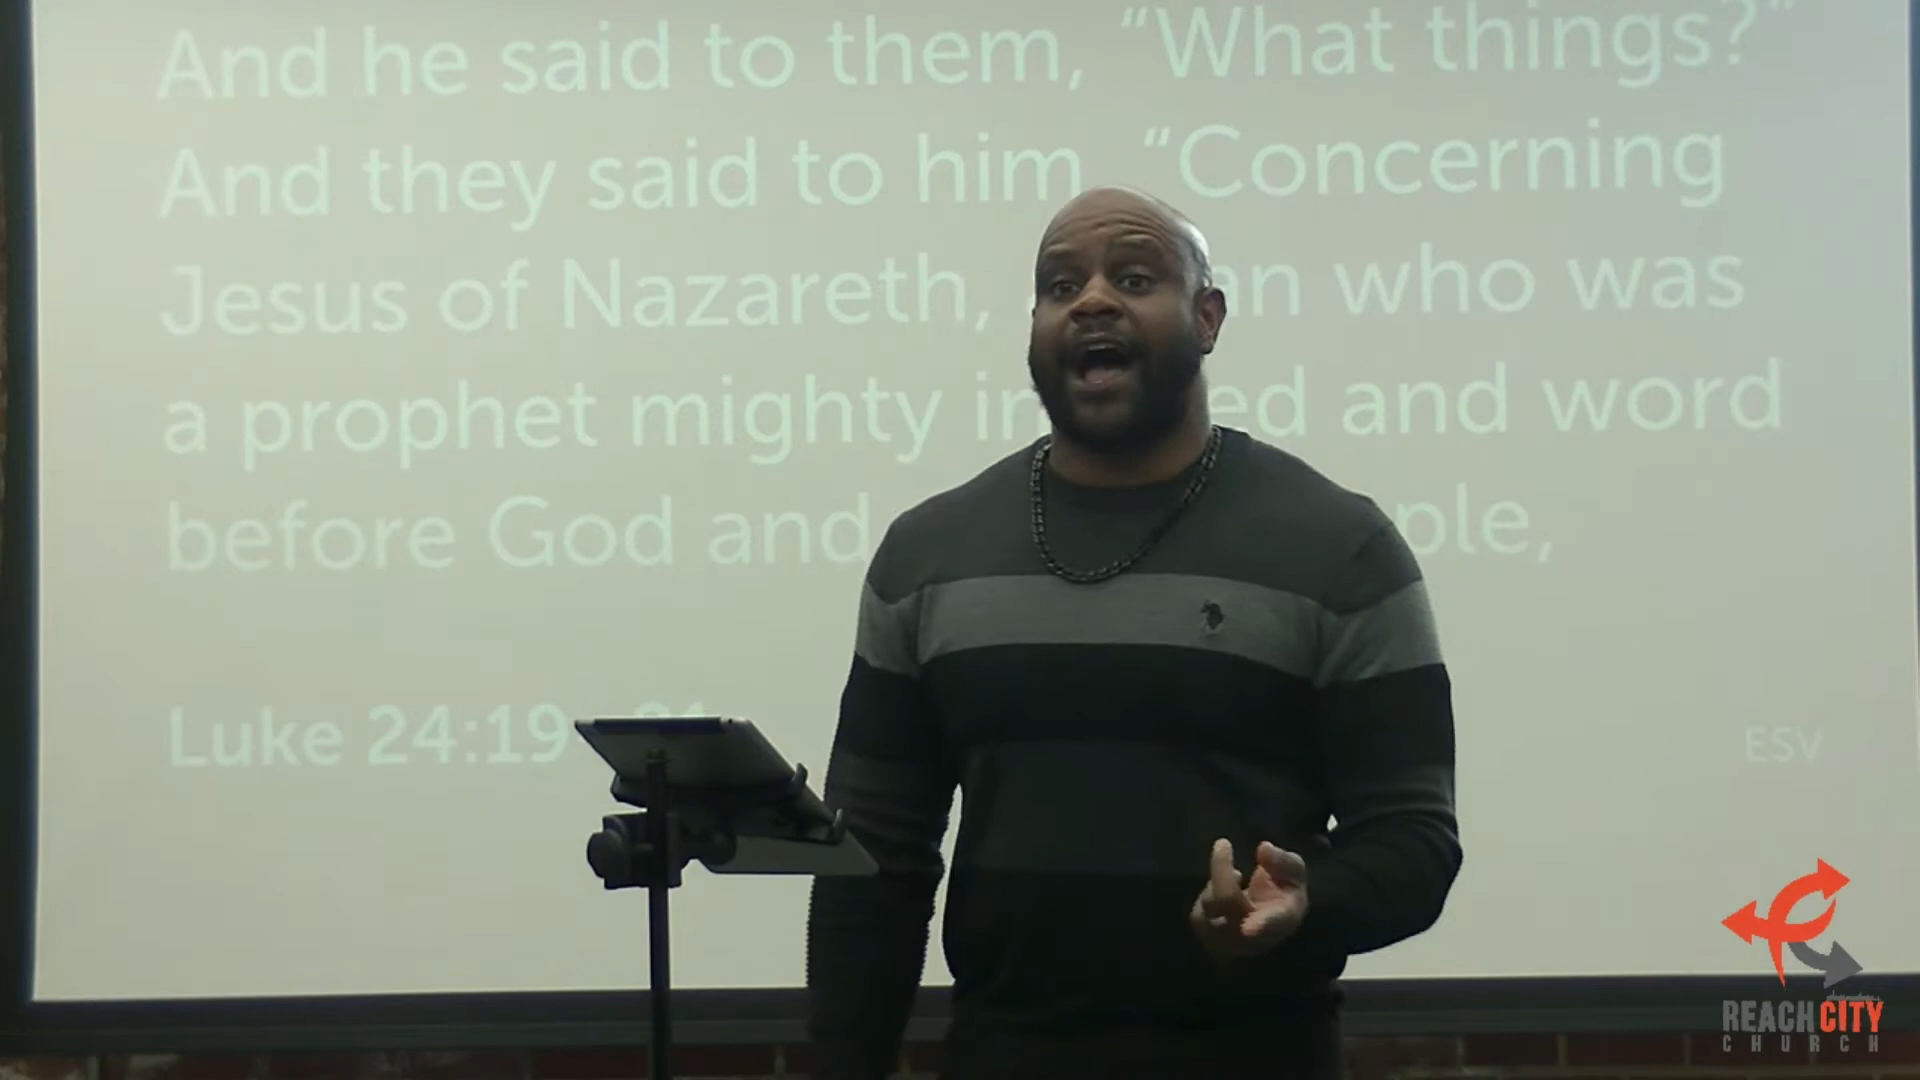 And he said to them, “What things?”
And they said to him, “Concerning
Jesus of Nazareth, an who was
a prophet mighty in ed and word
before God and ple,
Luke 24:19
ESV
REACH CITY
CHURCH